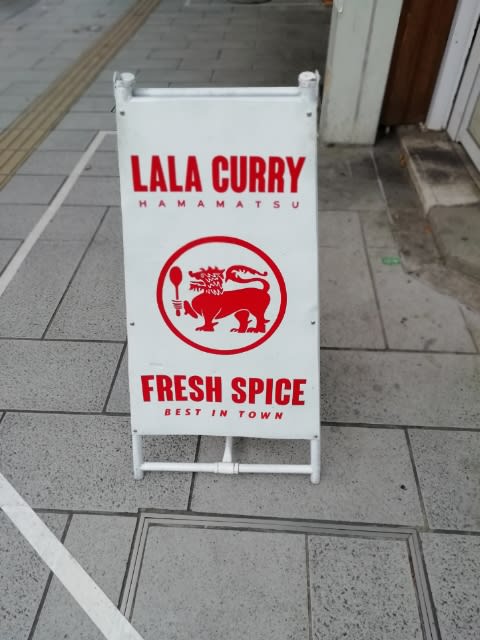 LALA CURRY
HAMAMATSU
FRESH SPICE
BEST IN TOWN